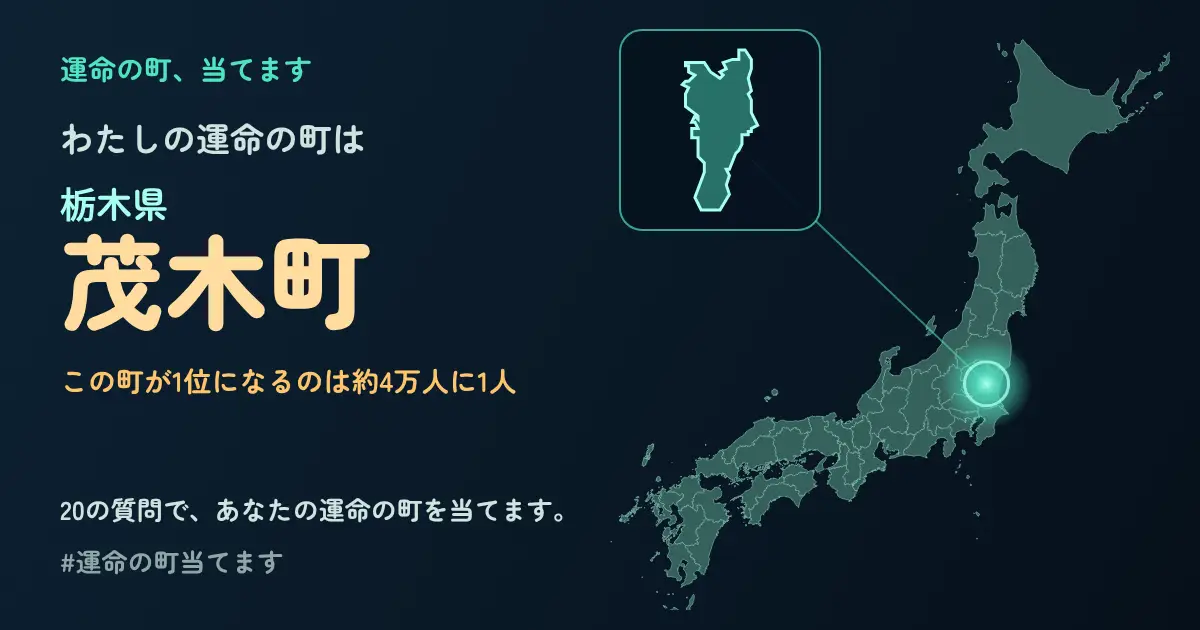 運命の町、当てます
わたしの運命の町は
栃木県
茂木町
この町が1位になるのは約4万人に1人
20の質問で、あなたの運命の町を当てます。
#運命の町当てます